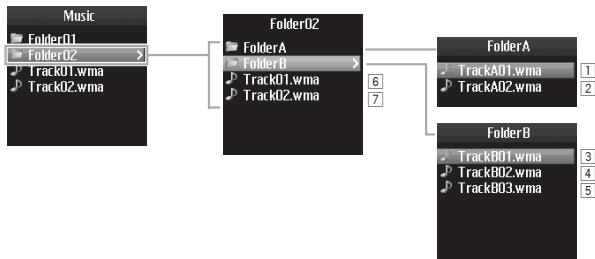 Music
Folder01
Folder02 >
Track01.wma
Track02.wma
Folder02
FolderA
FolderB >
Track01.wma 6
Track02.wma 7
FolderA
TrackA01.wma 1
TrackA02.wma 2
FolderB
TrackB01.wma 3
TrackB02.wma 4
TrackB03.wma 5